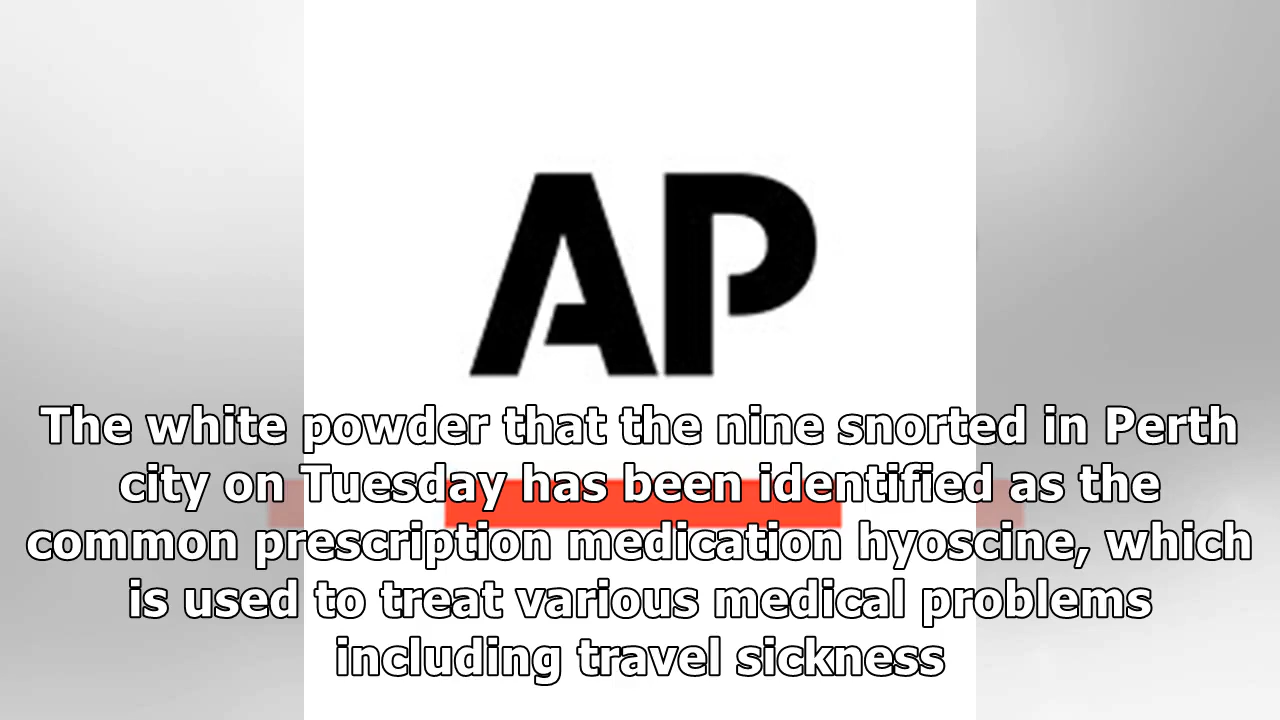 AP
The white powder that the nine snorted in Perth
city on Tuesday has been identified as the
common prescription medication hyoscine, which
is used to treat various medical problems
including travel sickness